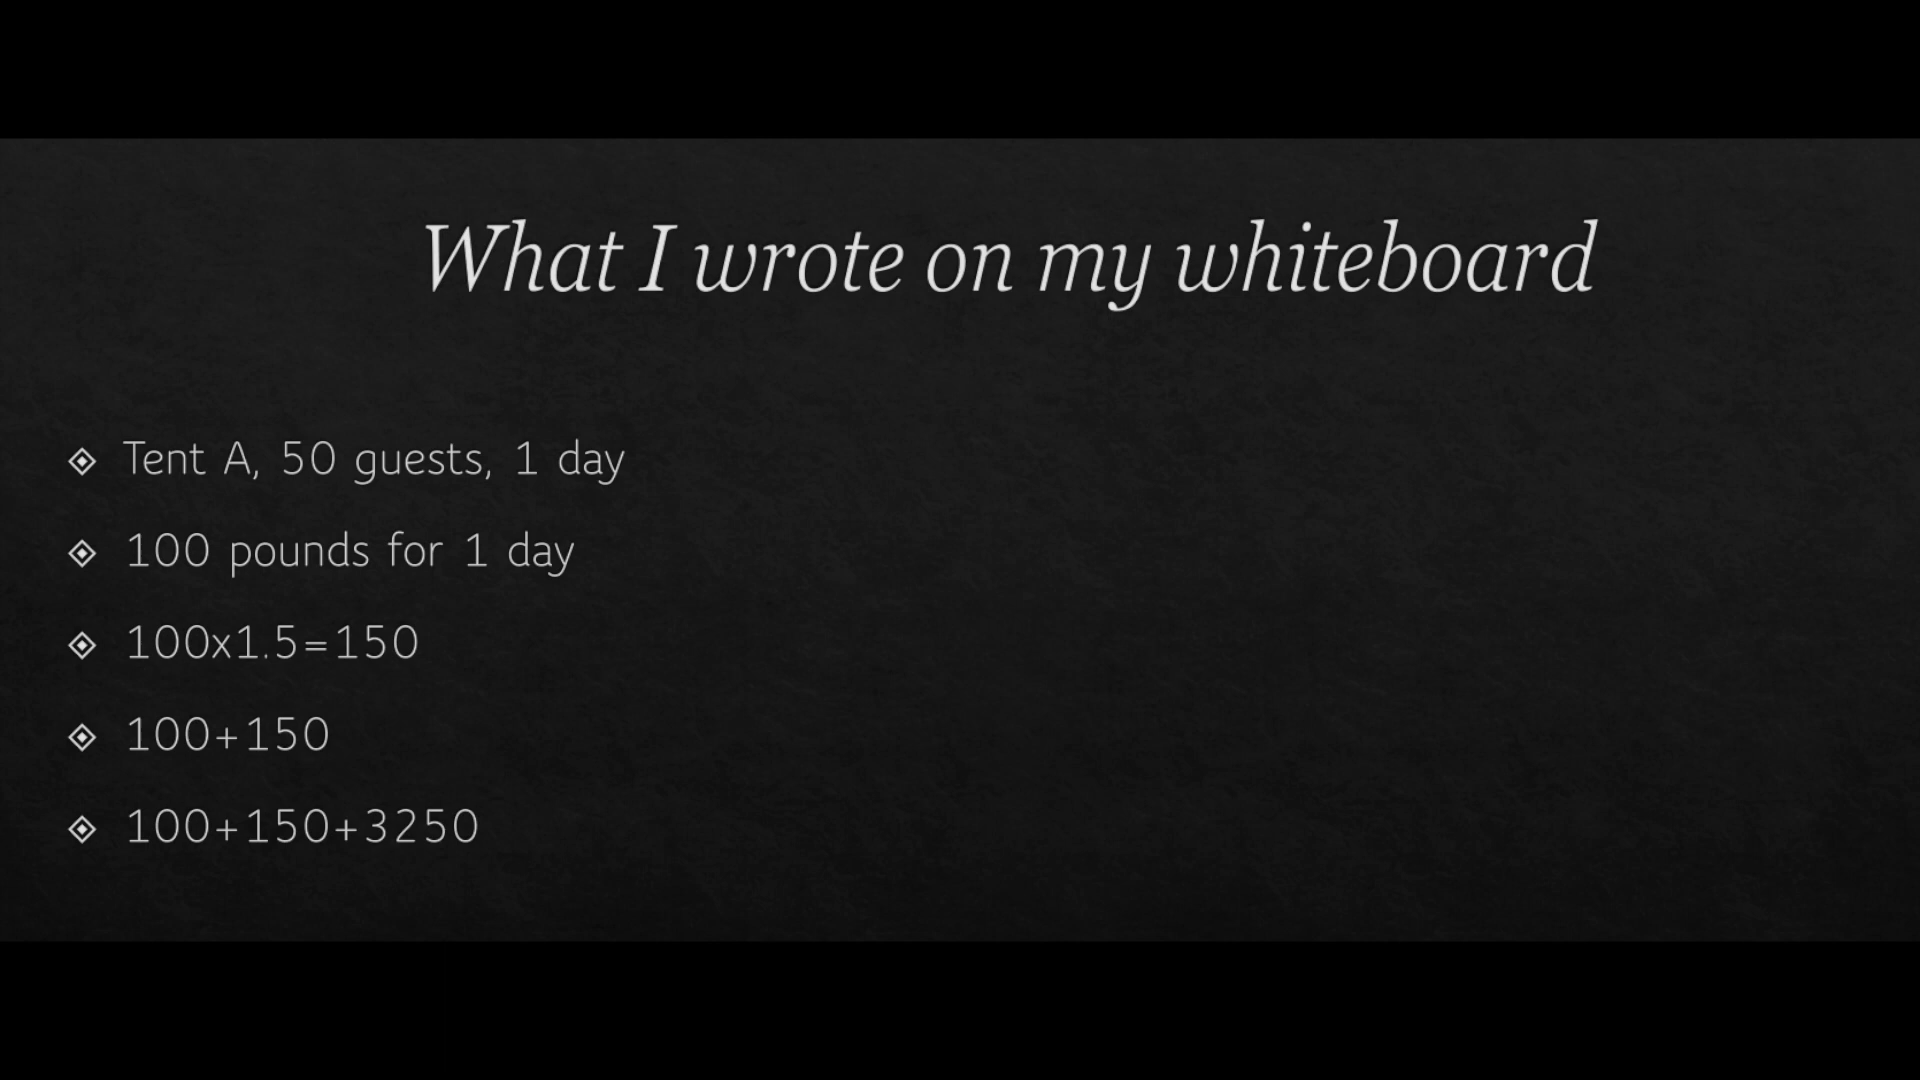 What I wrote on my whiteboard
Tent A, 50 guests, 1 day
100 pounds for 1 day
100x1.5=150
100+150
100+150+3250